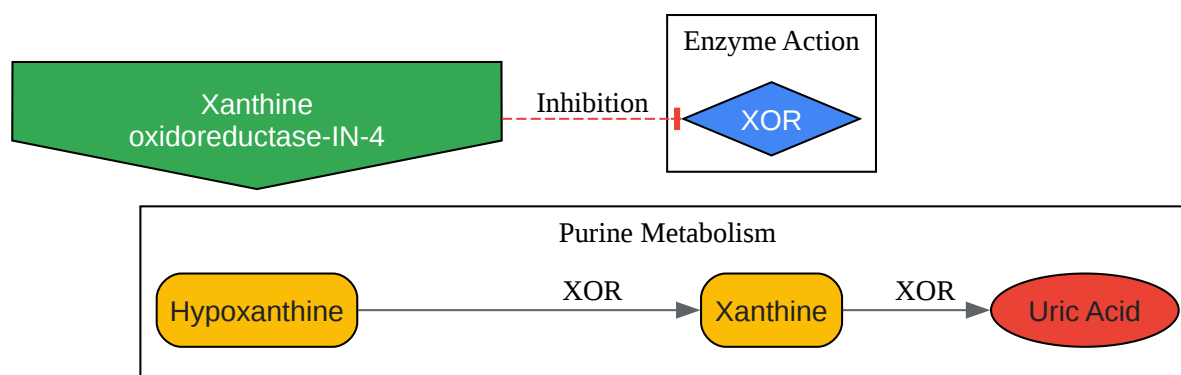 Enzyme Action
Xanthine
oxidoreductase-IN-4
Inhibition
XOR
Purine Metabolism
Hypoxanthine
XOR
Xanthine
XOR
Uric Acid